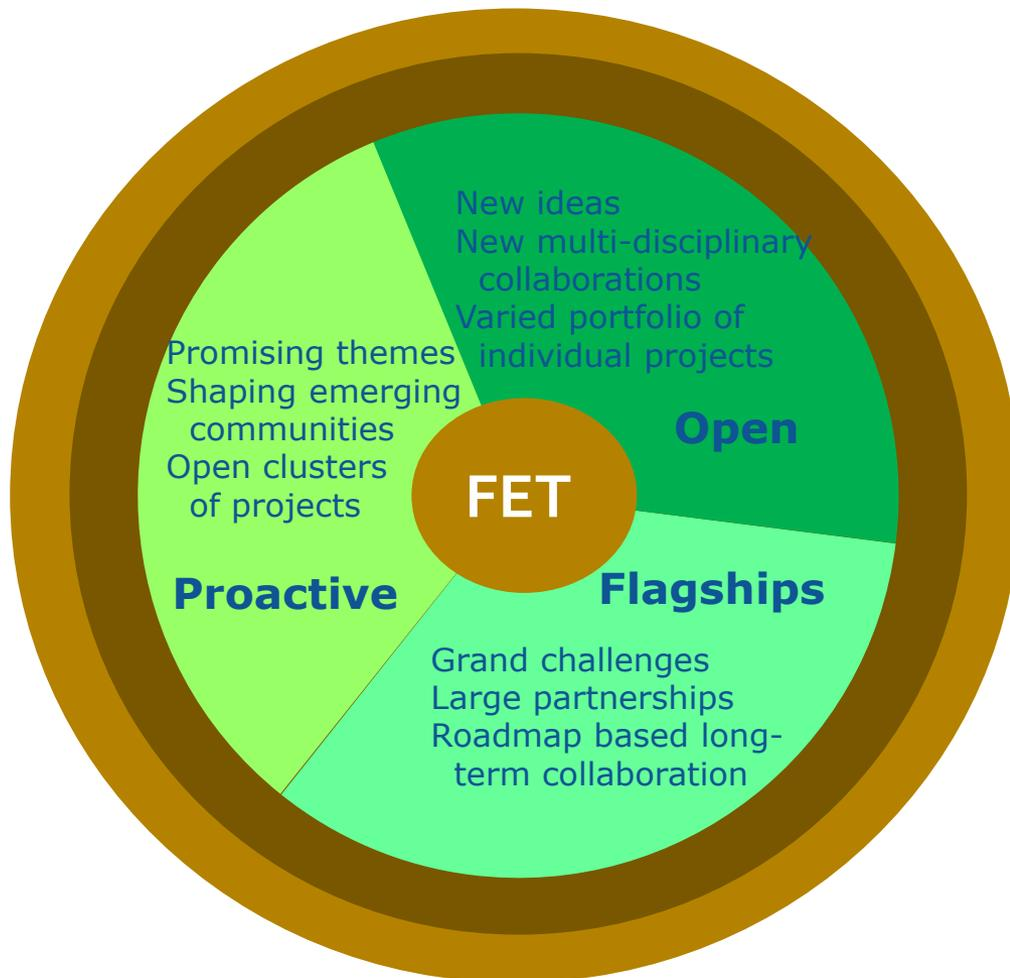 New ideas
New multi-disciplinary
collaborations
Varied portfolio of
individual projects
Open
Promising themes
Shaping emerging
communities
Open clusters
of projects
Proactive
FET
Flagships
Grand challenges
Large partnerships
Roadmap based long-
term collaboration